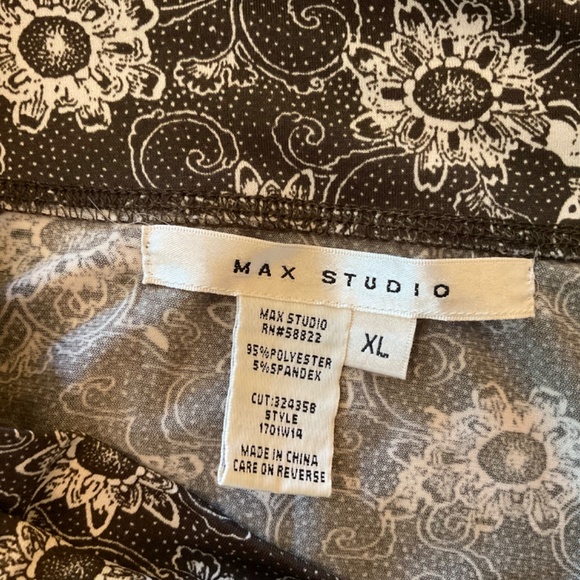 MAX STUDIO
MAX STUDIO
RN#58822
95%POLYESTER
5%SPANDEX
CUT:324358
STYLE
1701W14
MADE IN CHINA
CARE ON REVERSE
XL